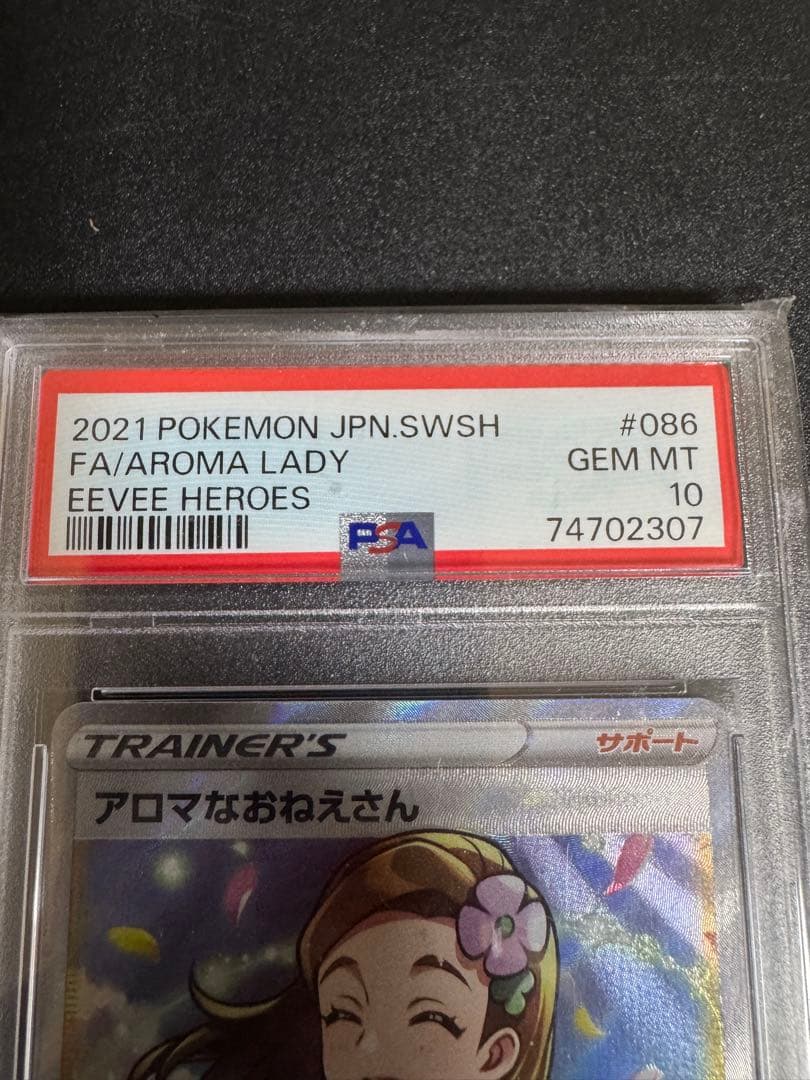 2021 POKEMON JPN.SWSH #086
FA/AROMA LADY GEM MT
EEVEE HEROES 10
PSA 74702307
TRAINER'S サポート
アロマなおねえさん